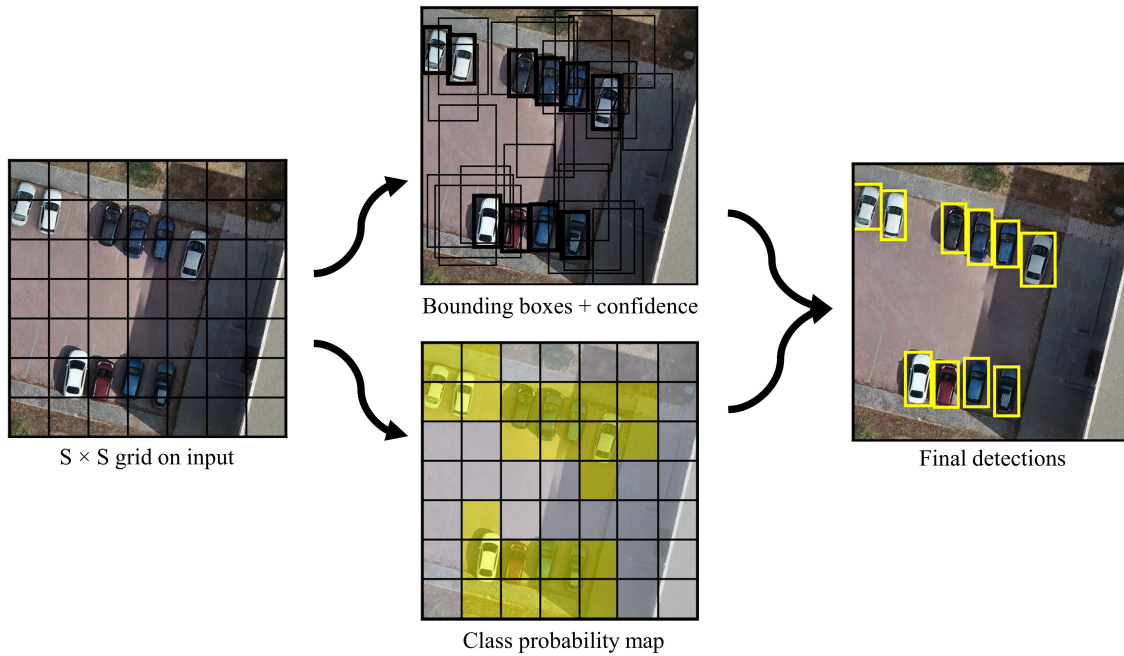 S × S grid on input
Bounding boxes + confidence
Class probability map
Final detections